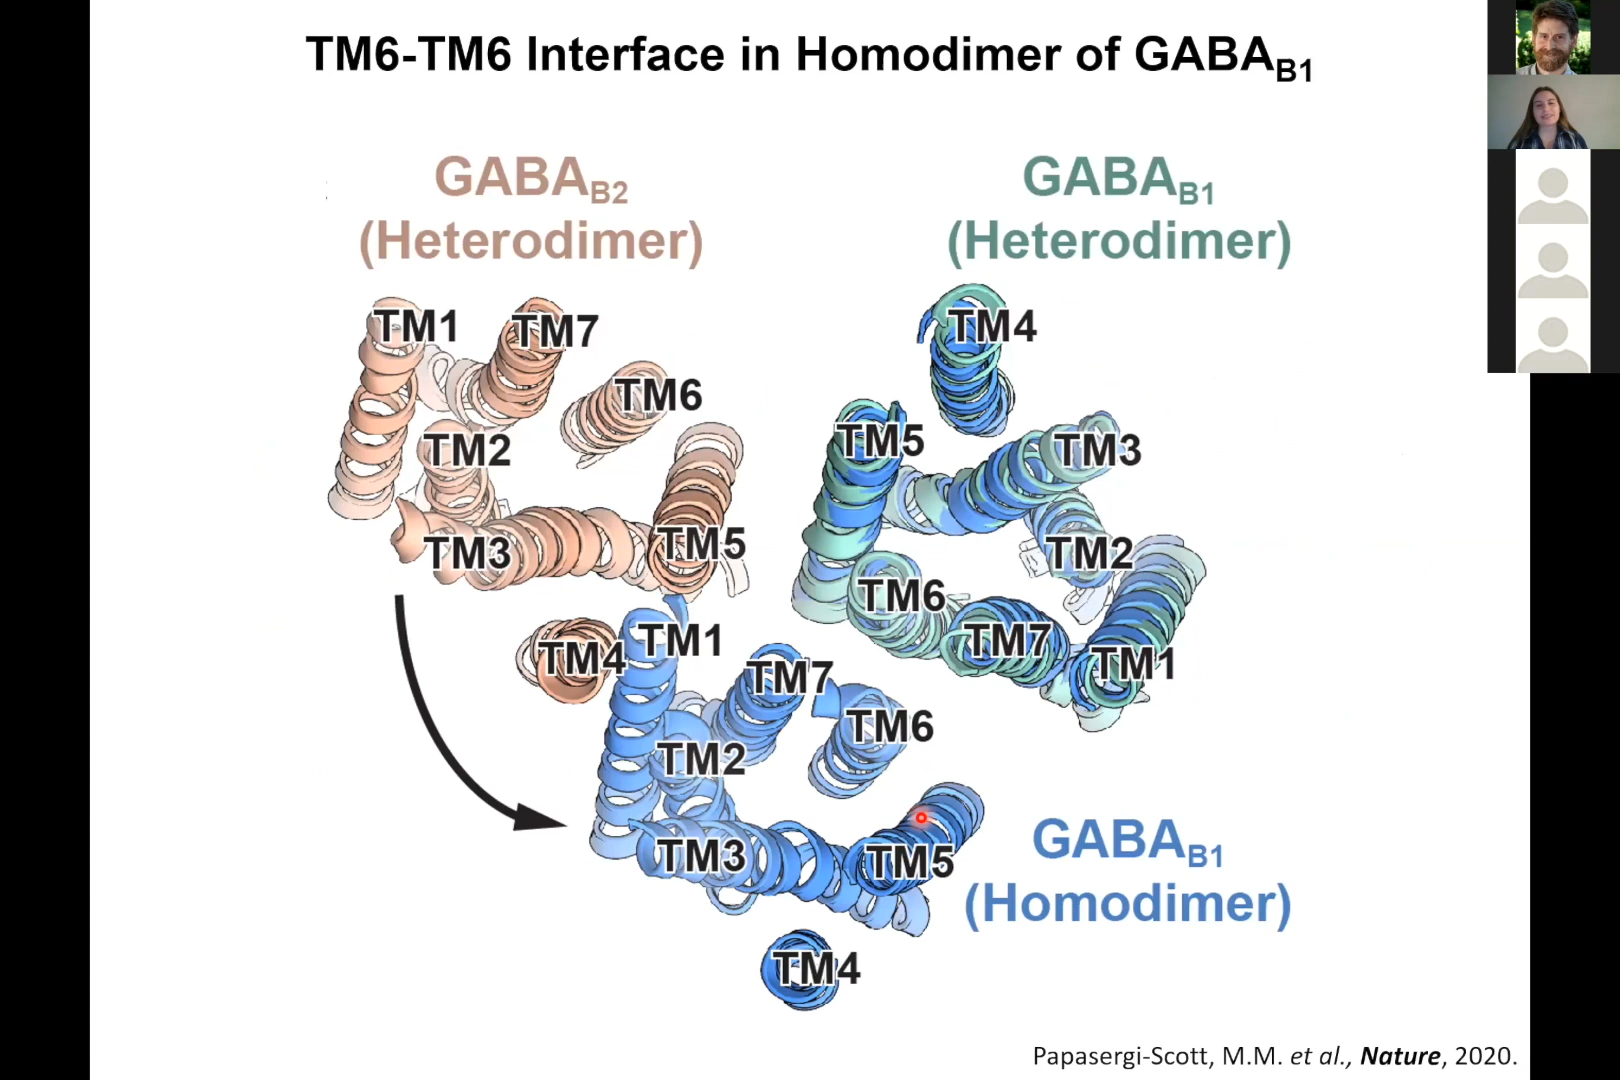 TM6-TM6 Interface in Homodimer of GABAB1
GABAB2
(Heterodimer)
GABAB1
(Heterodimer)
TM1
TM7
TM6
TM2
TM3
TM5
TM4
TM4
TM5
TM3
TM2
TM6
TM7
TM1
TM1
TM7
TM6
TM2
TM3
TM5
TM4
GABAB1
(Homodimer)
Papasergi-Scott, M.M. et al., Nature, 2020.